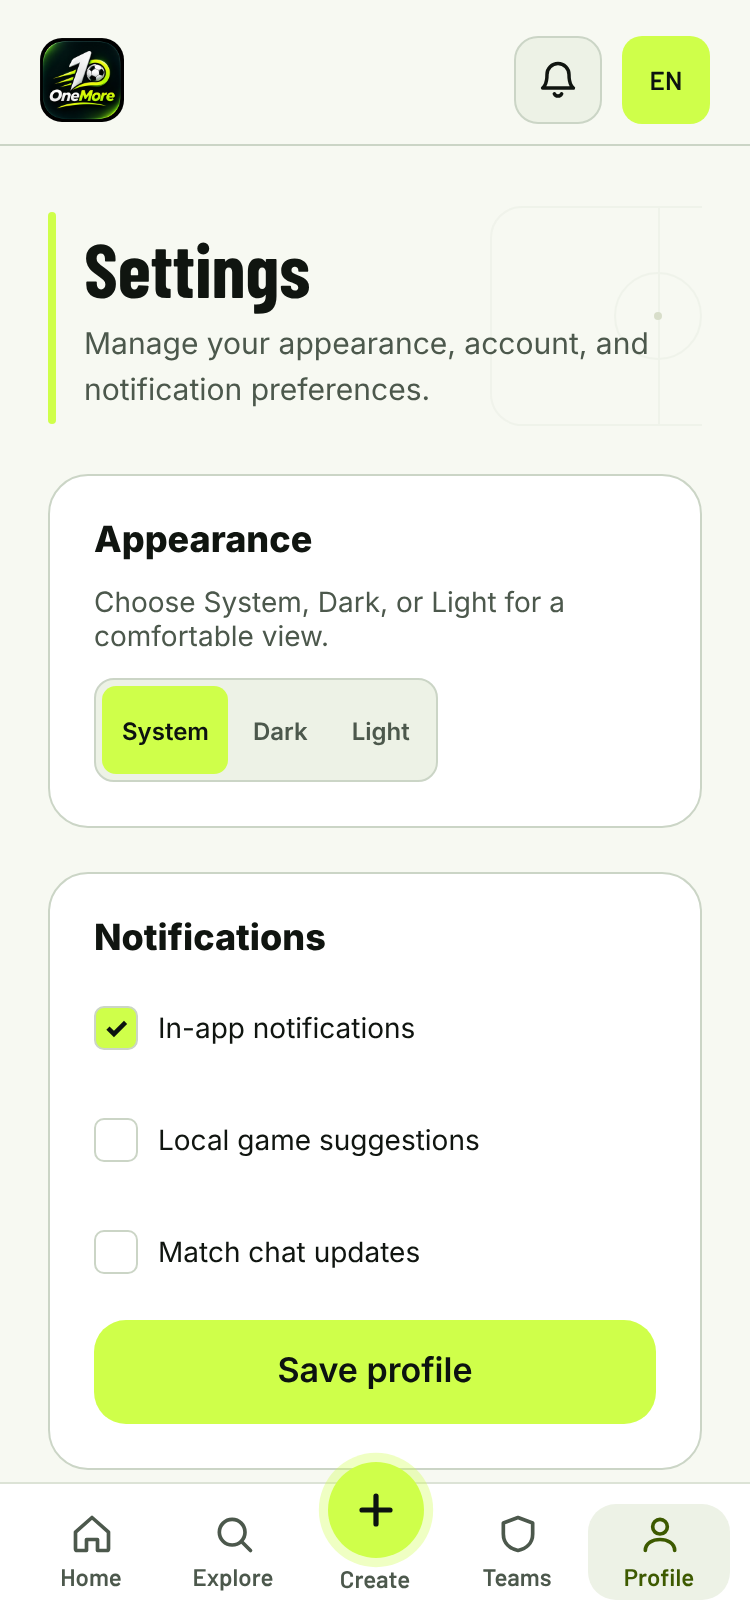 10
OneMore
EN
Settings
Manage your appearance, account, and
notification preferences.
Appearance
Choose System, Dark, or Light for a
comfortable view.
System Dark Light
Notifications
In-app notifications
Local game suggestions
Match chat updates
Save profile
Home Explore Create Teams Profile